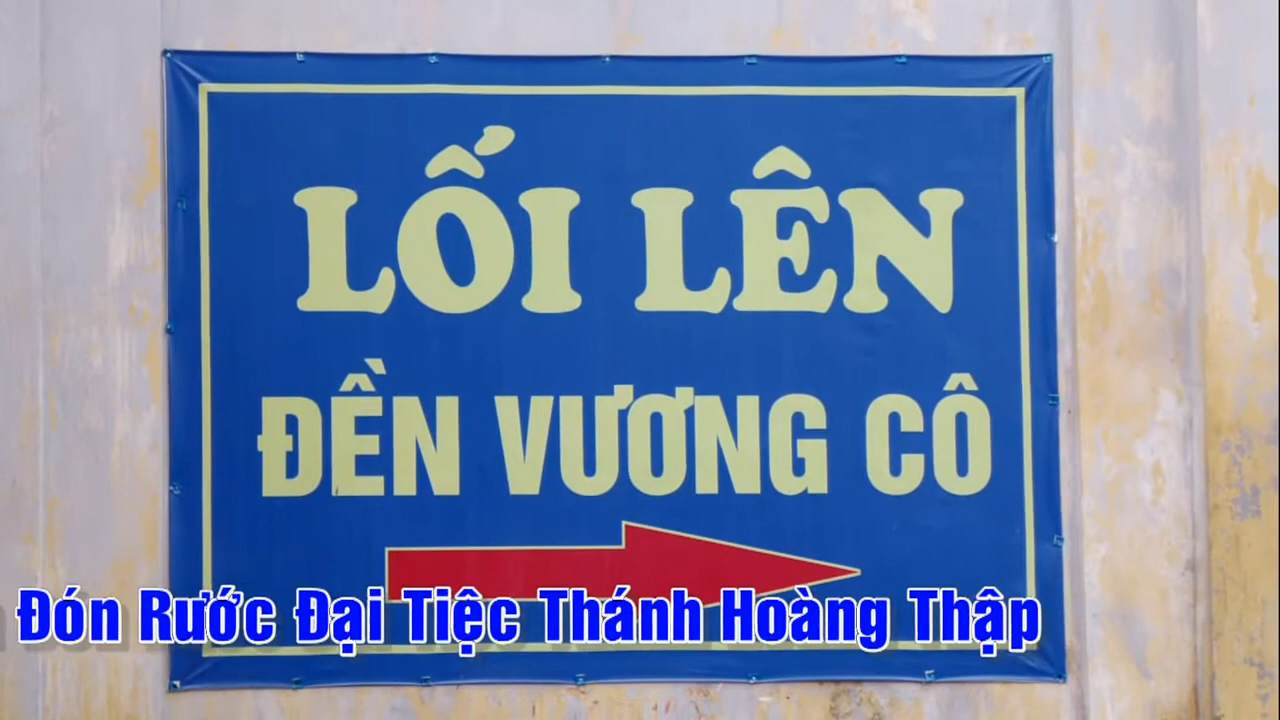 LỐI LÊN
ĐỀN VƯƠNG CÔ
Đón Rước Đại Tiệc Thánh Hoàng Thập